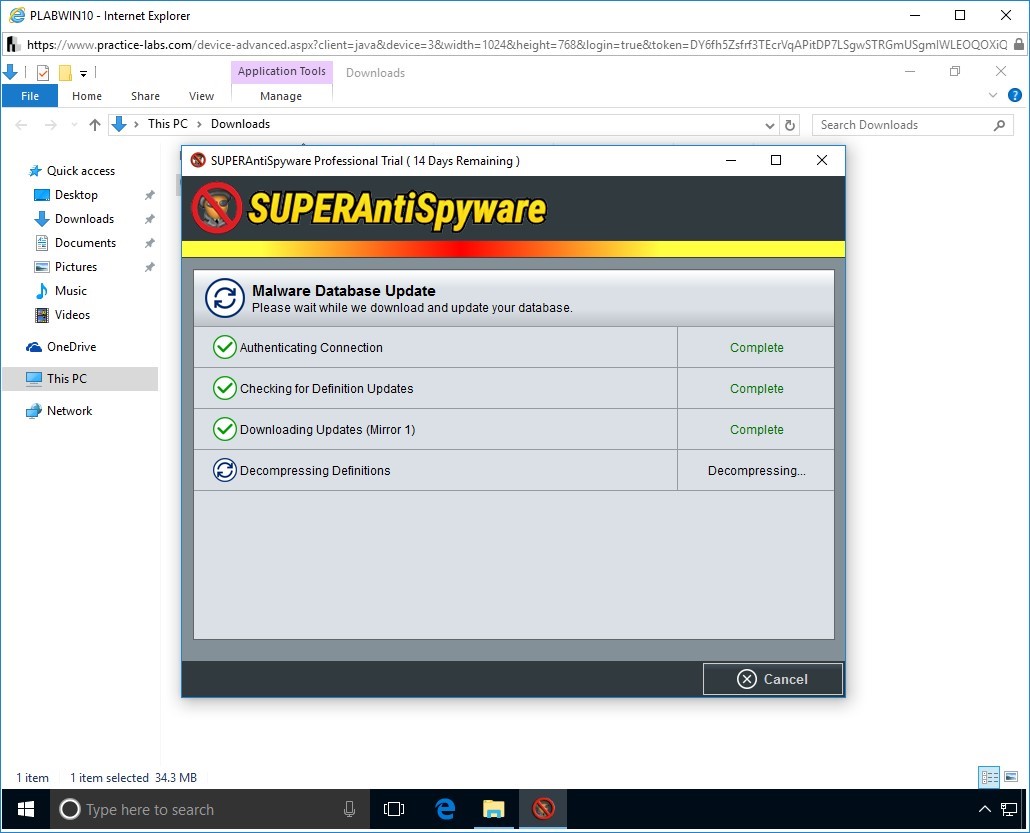 PLABWIN10 - Internet Explorer
https://www.practice-labs.com/device-advanced.aspx?client=java&device=3&width=1024&height=768&login=true&token=DY6fh5Zsfrf3TEcrVqAPitDP7LSgwSTRGmUSgmIWLEOQOXiQ
Application Tools
Downloads
File
Home
Share
View
Manage
This PC
Downloads
Search Downloads
Quick access
Desktop
Downloads
Documents
Pictures
Music
Videos
OneDrive
This PC
Network
SUPERAntiSpyware Professional Trial ( 14 Days Remaining )
SUPERAntiSpyware
Malware Database Update
Please wait while we download and update your database.
Authenticating Connection
Complete
Checking for Definition Updates
Complete
Downloading Updates (Mirror 1)
Complete
Decompressing Definitions
Decompressing...
Cancel
1 item
1 item selected 34.3 MB
Type here to search